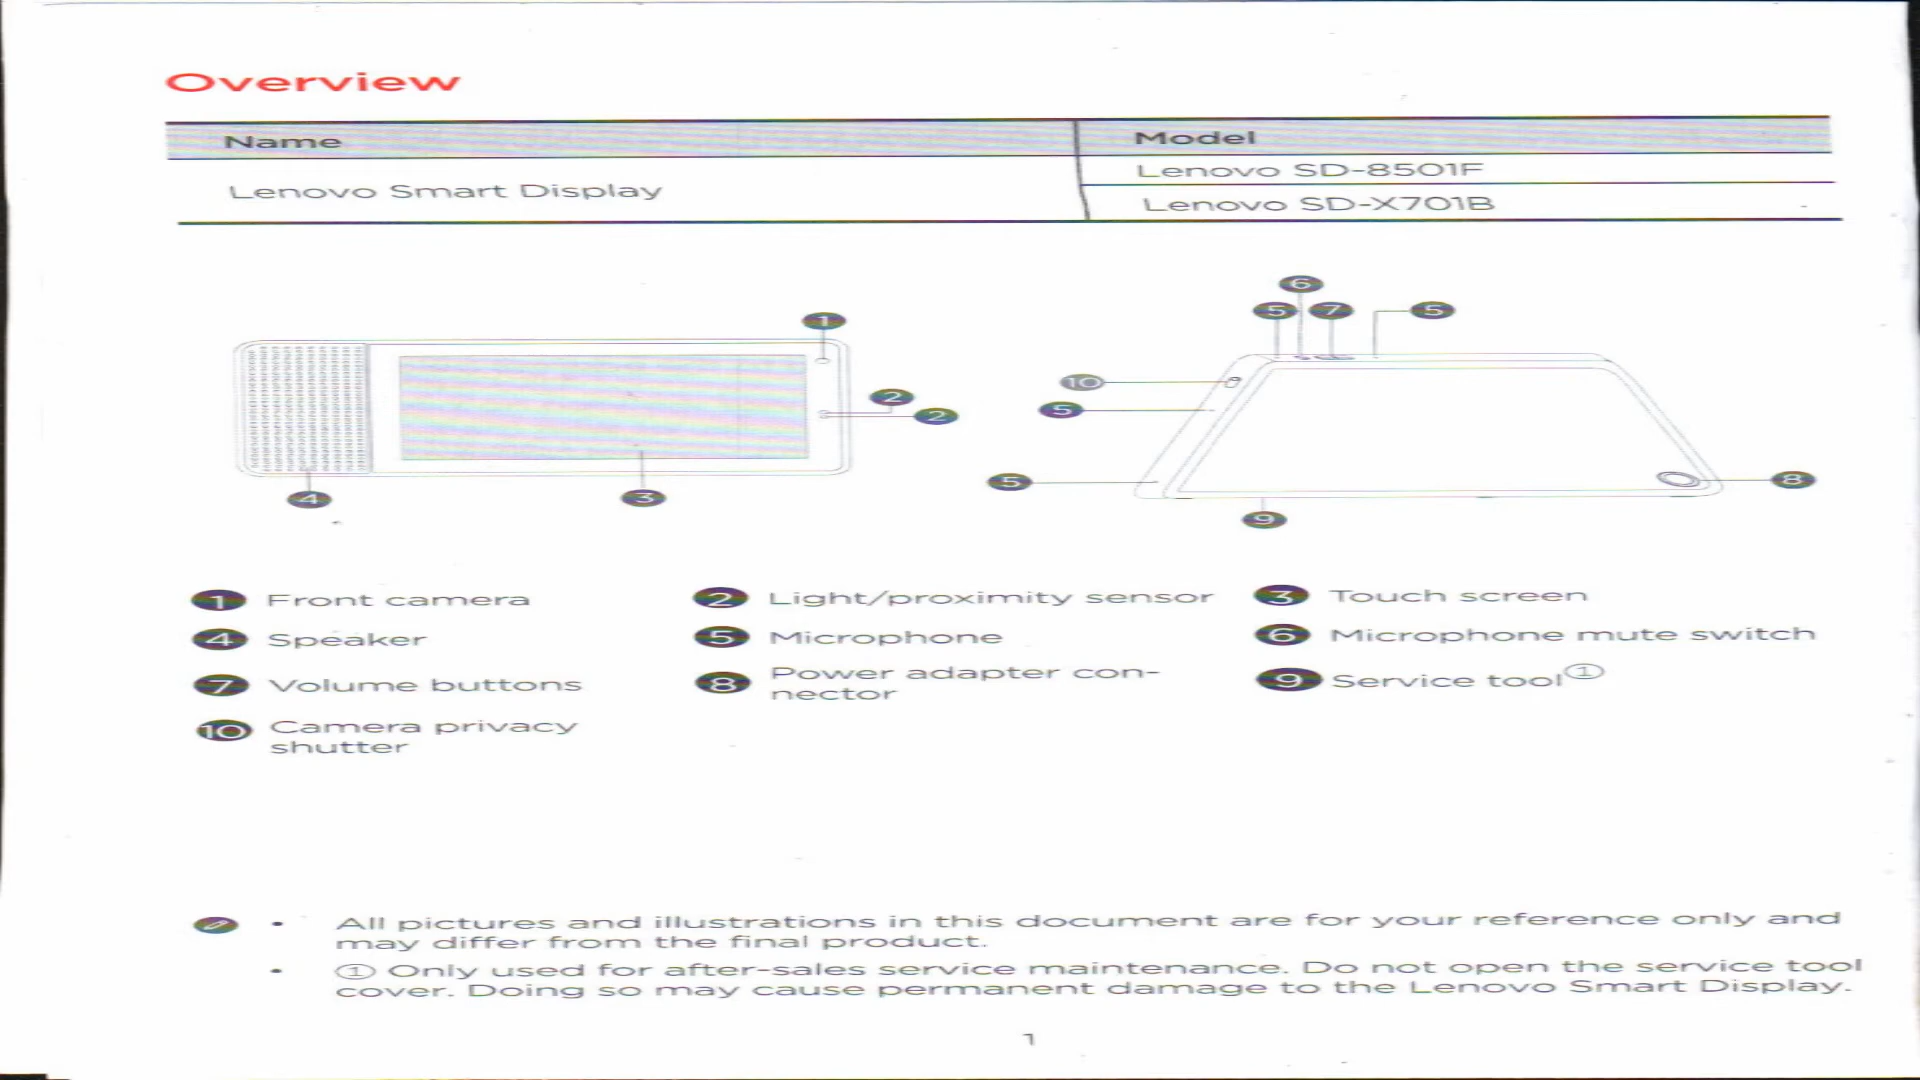 Overview
Name Model
Lenovo Smart Display
Lenovo SD-8501F
Lenovo SD-X701B
6
5 7 5
1
10
2
5
2
5 8
4 3
9
1 Front camera 2 Light/proximity sensor 3 Touch screen
4 Speaker 5 Microphone 6 Microphone mute switch
7 Volume buttons 8 Power adapter con-
nector
9 Service tool①
10 Camera privacy
shutter
• All pictures and illustrations in this document are for your reference only and
may differ from the final product.
• ① Only used for after-sales service maintenance. Do not open the service tool
cover. Doing so may cause permanent damage to the Lenovo Smart Display.
1